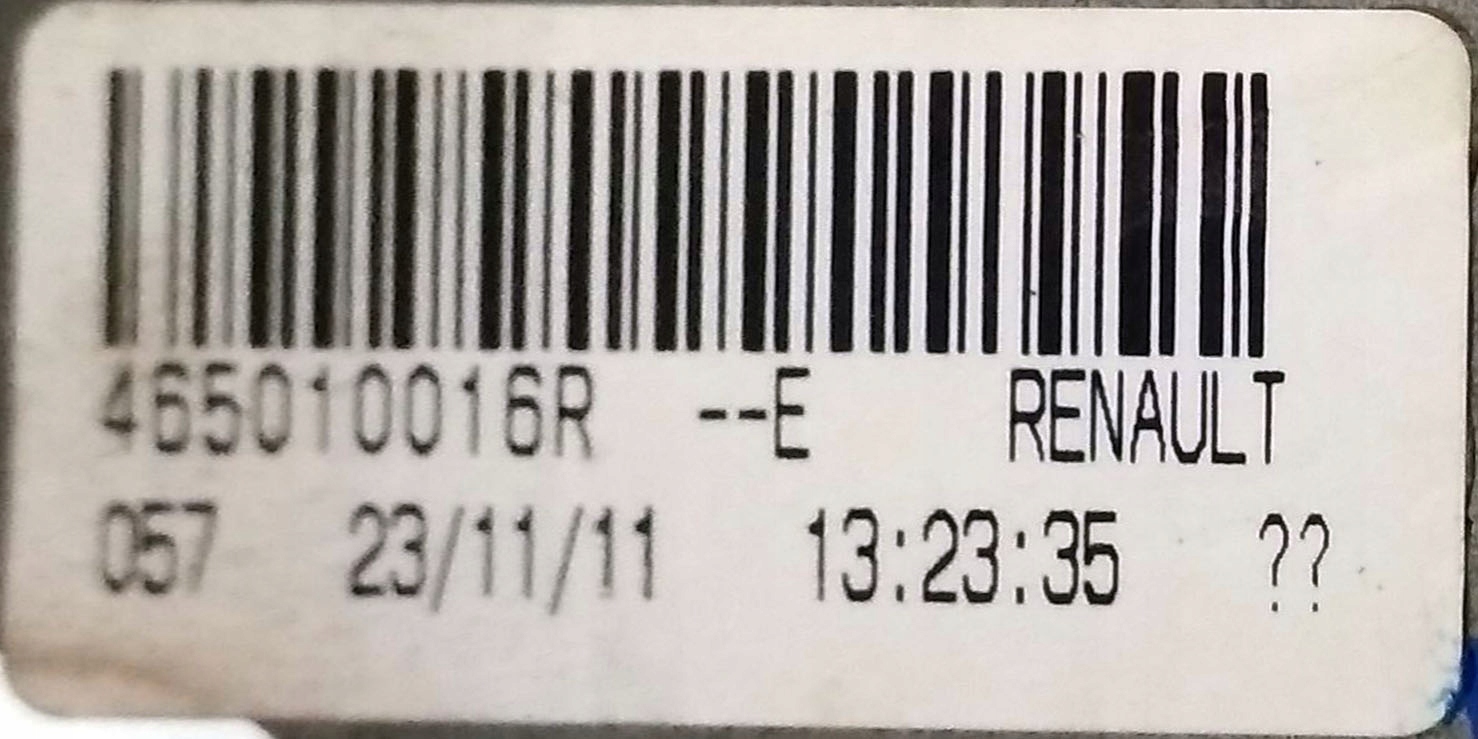 465010016R --E RENAULT
057 23/11/11 13:23:35 ??